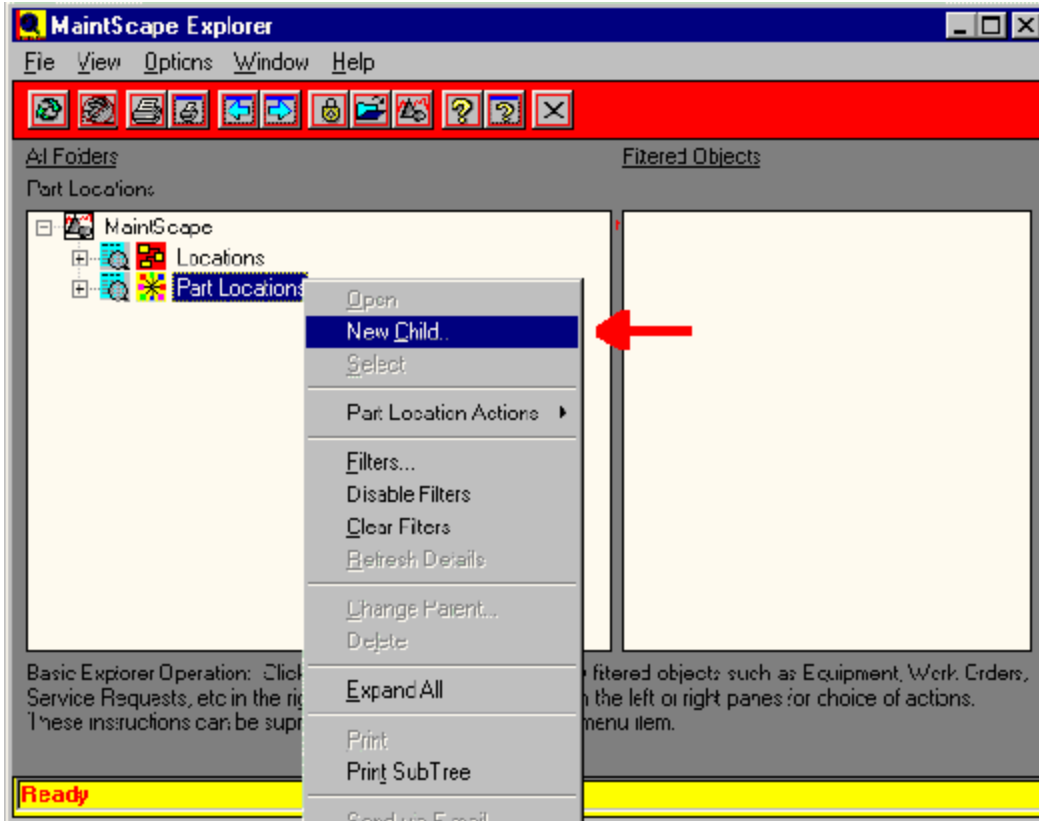 MaintScape Explorer
File View Options Window Help
All Folders
Filtered Objects
Part Locations
MaintScape
Locations
Part Locations
Open
New Child..
Select
Part Location Actions
Filters...
Disable Filters
Clear Filters
Refresh Details
Change Parent...
Delete
Expand All
Print
Print SubTree
Send via E-mail
Basic Explorer Operation: Click filtered objects such as Equipment, Work Orders,
Service Requests, etc in the the left or right panes for choice of actions.
These instructions can be menu item.
Ready